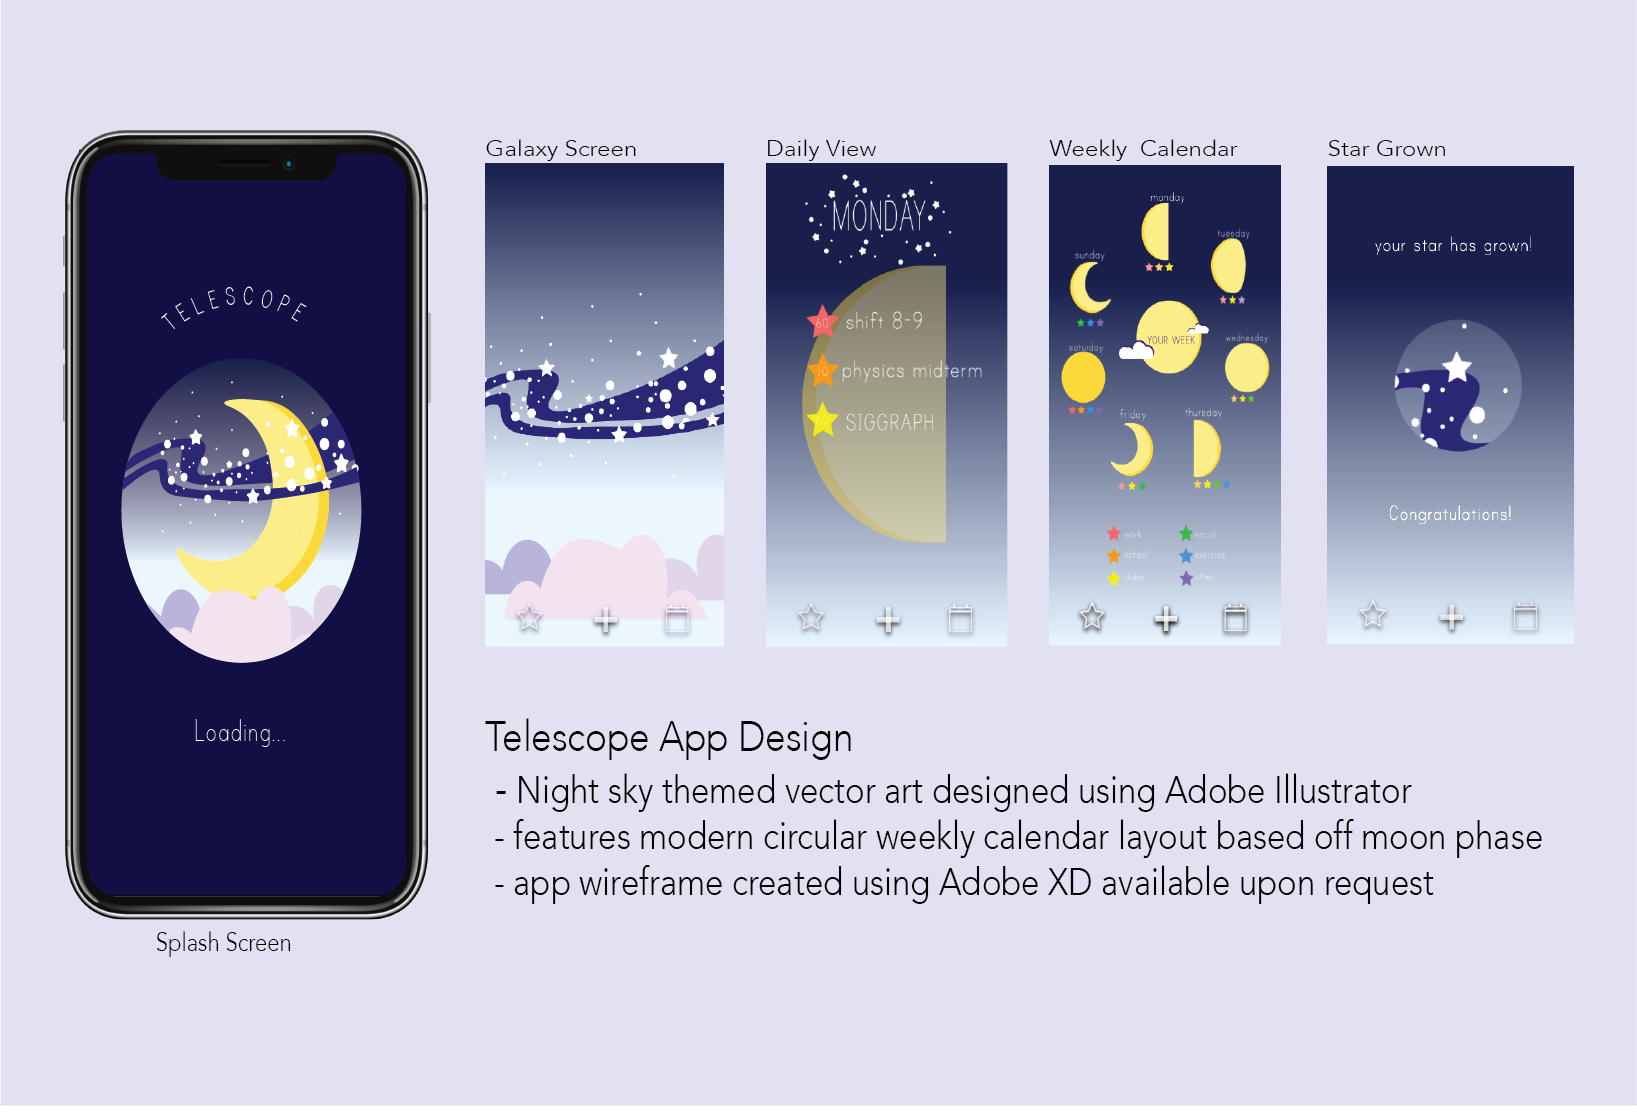 TELESCOPE
Loading...
Splash Screen
Galaxy Screen
Daily View
MONDAY
60 shift 8-9
10 physics midterm
60 SIGGRAPH
Weekly Calendar
monday
tuesday
sunday
YOUR WEEK
wednesday
saturday
friday
thursday
work
social
school
exercise
clubs
other
Star Grown
your star has grown!
Congratulations!
Telescope App Design
- Night sky themed vector art designed using Adobe Illustrator
- features modern circular weekly calendar layout based off moon phase
- app wireframe created using Adobe XD available upon request